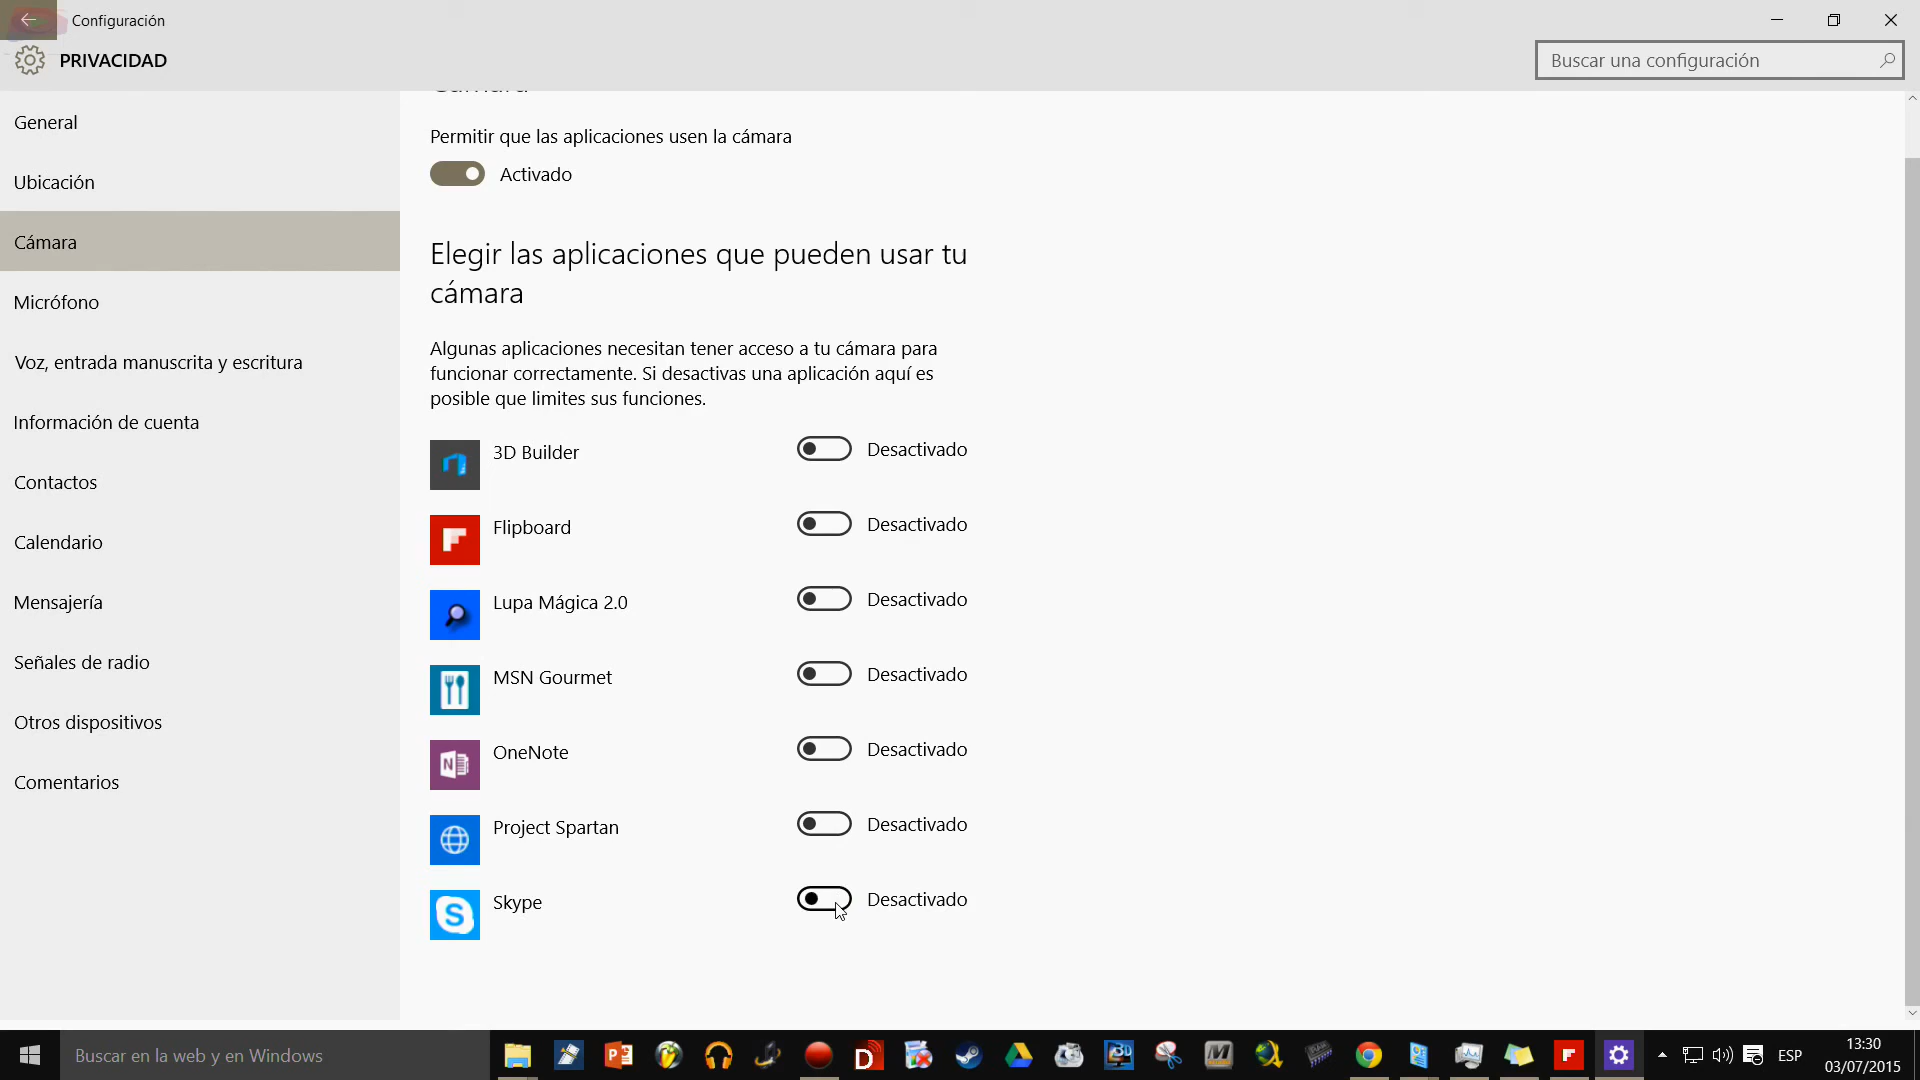 Configuración
PRIVACIDAD
Buscar una configuración
General
Ubicación
Cámara
Micrófono
Voz, entrada manuscrita y escritura
Información de cuenta
Contactos
Calendario
Mensajería
Señales de radio
Otros dispositivos
Comentarios
Permitir que las aplicaciones usen la cámara
Activado
Elegir las aplicaciones que pueden usar tu
cámara
Algunas aplicaciones necesitan tener acceso a tu cámara para
funcionar correctamente. Si desactivas una aplicación aquí es
posible que limites sus funciones.
3D Builder Desactivado
Flipboard Desactivado
Lupa Mágica 2.0 Desactivado
MSN Gourmet Desactivado
OneNote Desactivado
Project Spartan Desactivado
Skype Desactivado
Buscar en la web y en Windows
ESP
13:30
03/07/2015